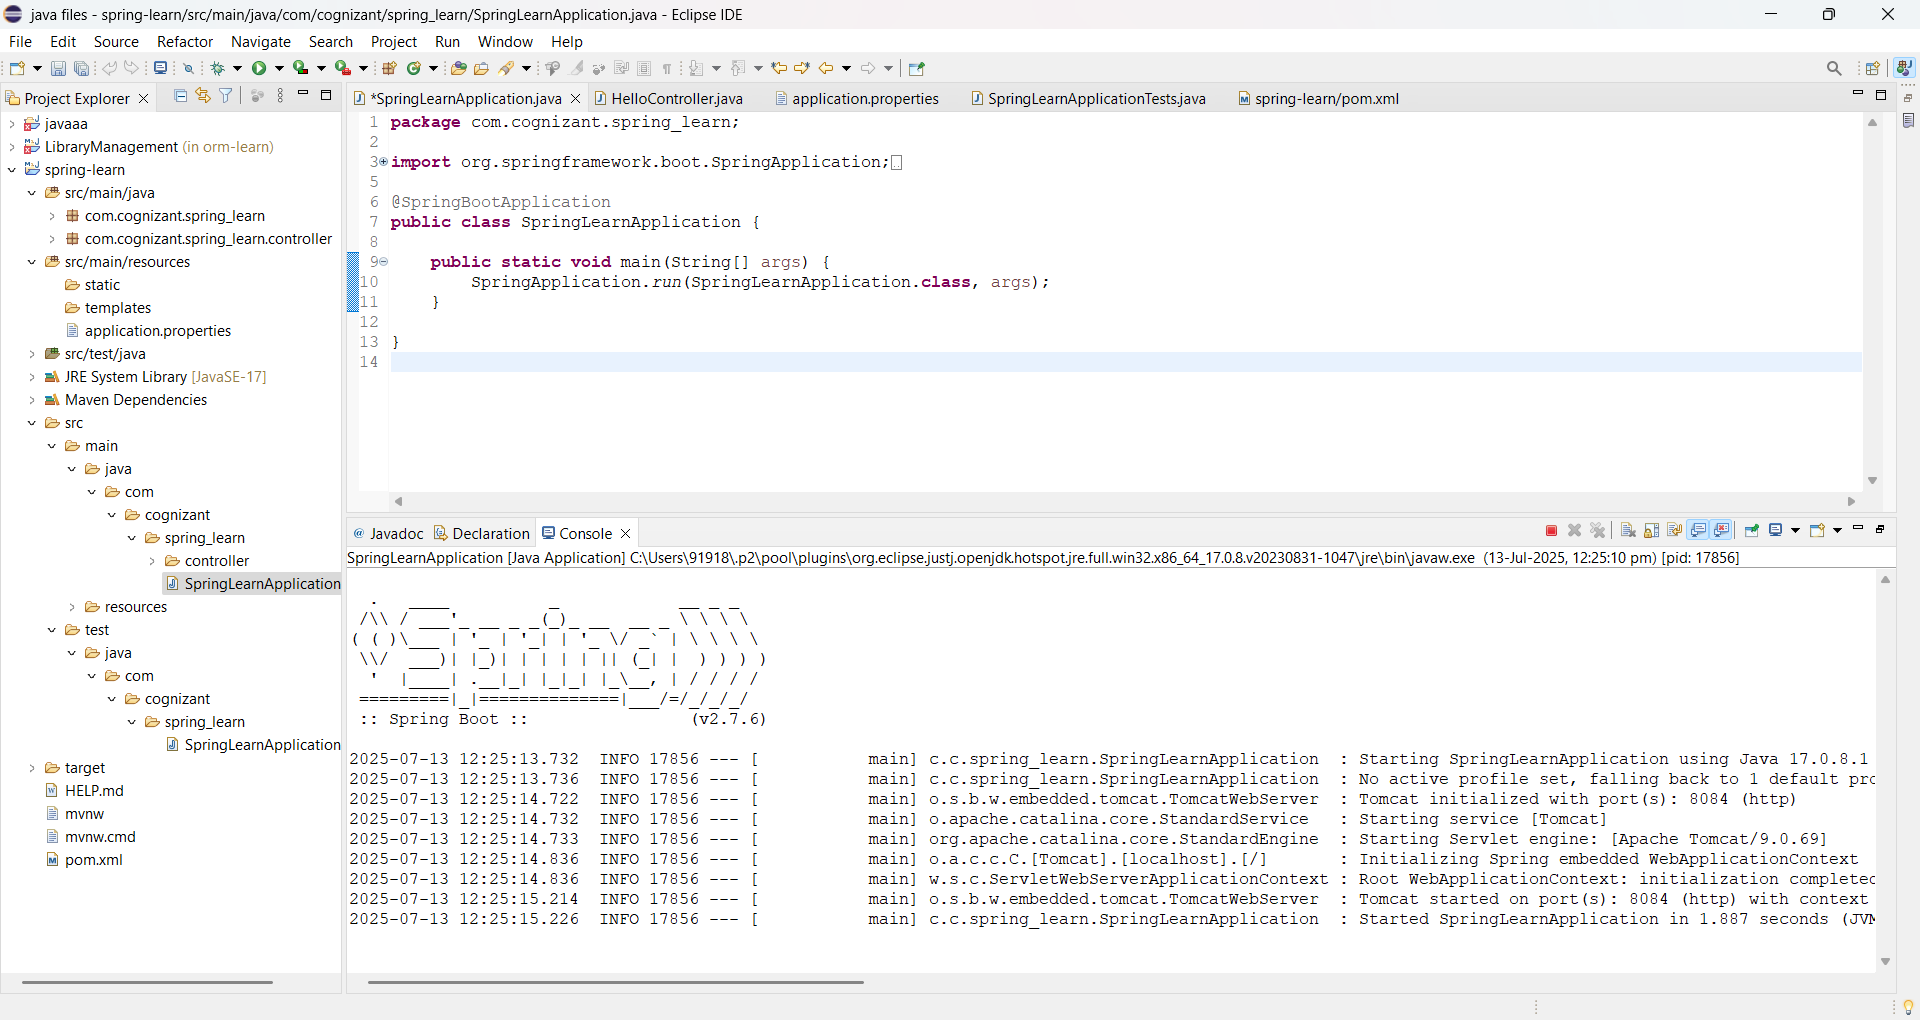 java files - spring-learn/src/main/java/com/cognizant/spring_learn/SpringLearnApplication.java - Eclipse IDE
File Edit Source Refactor Navigate Search Project Run Window Help
Project Explorer
javaaa
LibraryManagement (in orm-learn)
spring-learn
src/main/java
com.cognizant.spring_learn
com.cognizant.spring_learn.controller
src/main/resources
static
templates
application.properties
src/test/java
JRE System Library [JavaSE-17]
Maven Dependencies
src
main
java
com
cognizant
spring_learn
controller
SpringLearnApplication
resources
test
java
com
cognizant
spring_learn
SpringLearnApplication
target
HELP.md
mvnw
mvnw.cmd
pom.xml
*SpringLearnApplication.java HelloController.java application.properties SpringLearnApplicationTests.java spring-learn/pom.xml
1 package com.cognizant.spring_learn;
2
3 import org.springframework.boot.SpringApplication;
5
6 @SpringBootApplication
7 public class SpringLearnApplication {
8
9 public static void main(String[] args) {
10 SpringApplication.run(SpringLearnApplication.class, args);
11 }
12
13 }
14
@ Javadoc Declaration Console
SpringLearnApplication [Java Application] C:\Users\91918\.p2\pool\plugins\org.eclipse.justj.openjdk.hotspot.jre.full.win32.x86_64_17.0.8.v20230831-1047\jre\bin\javaw.exe (13-Jul-2025, 12:25:10 pm) [pid: 17856]
:: Spring Boot :: (v2.7.6)
2025-07-13 12:25:13.732 INFO 17856 --- [ main] c.c.spring_learn.SpringLearnApplication : Starting SpringLearnApplication using Java 17.0.8.1
2025-07-13 12:25:13.736 INFO 17856 --- [ main] c.c.spring_learn.SpringLearnApplication : No active profile set, falling back to 1 default pro
2025-07-13 12:25:14.722 INFO 17856 --- [ main] o.s.b.w.embedded.tomcat.TomcatWebServer : Tomcat initialized with port(s): 8084 (http)
2025-07-13 12:25:14.732 INFO 17856 --- [ main] o.apache.catalina.core.StandardService : Starting service [Tomcat]
2025-07-13 12:25:14.733 INFO 17856 --- [ main] org.apache.catalina.core.StandardEngine : Starting Servlet engine: [Apache Tomcat/9.0.69]
2025-07-13 12:25:14.836 INFO 17856 --- [ main] o.a.c.c.C.[Tomcat].[localhost].[/] : Initializing Spring embedded WebApplicationContext
2025-07-13 12:25:14.836 INFO 17856 --- [ main] w.s.c.ServletWebServerApplicationContext : Root WebApplicationContext: initialization completed
2025-07-13 12:25:15.214 INFO 17856 --- [ main] o.s.b.w.embedded.tomcat.TomcatWebServer : Tomcat started on port(s): 8084 (http) with context
2025-07-13 12:25:15.226 INFO 17856 --- [ main] c.c.spring_learn.SpringLearnApplication : Started SpringLearnApplication in 1.887 seconds (JVM